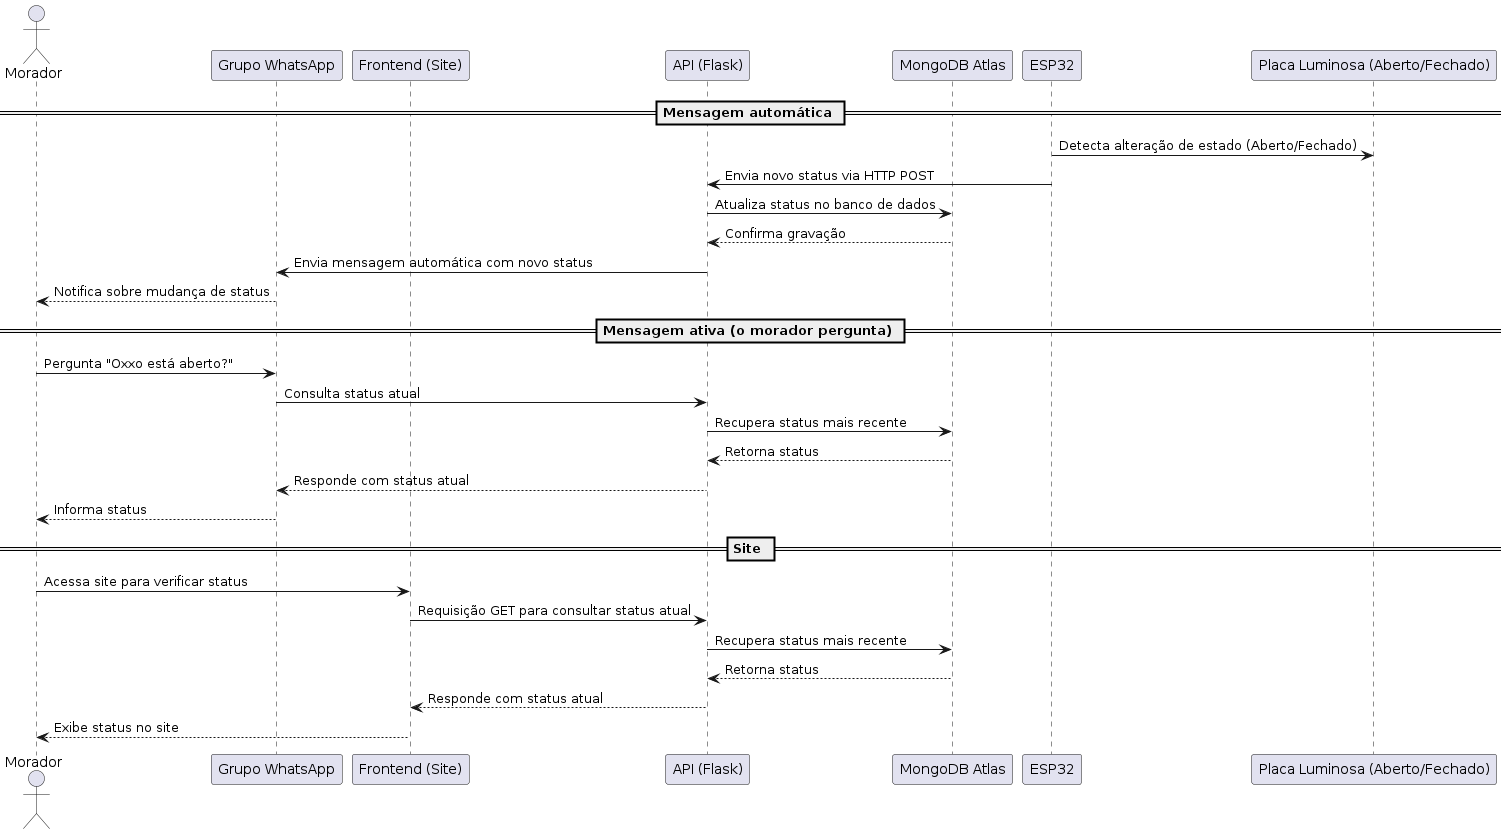 Morador
Grupo WhatsApp
Frontend (Site)
API (Flask)
MongoDB Atlas
ESP32
Placa Luminosa (Aberto/Fechado)
Mensagem automática
Detecta alteração de estado (Aberto/Fechado)
Envia novo status via HTTP POST
Atualiza status no banco de dados
Confirma gravação
Envia mensagem automática com novo status
Notifica sobre mudança de status
Mensagem ativa (o morador pergunta)
Pergunta "Oxxo está aberto?"
Consulta status atual
Recupera status mais recente
Retorna status
Responde com status atual
Informa status
Site
Acessa site para verificar status
Requisição GET para consultar status atual
Recupera status mais recente
Retorna status
Responde com status atual
Exibe status no site
Morador
Grupo WhatsApp
Frontend (Site)
API (Flask)
MongoDB Atlas
ESP32
Placa Luminosa (Aberto/Fechado)